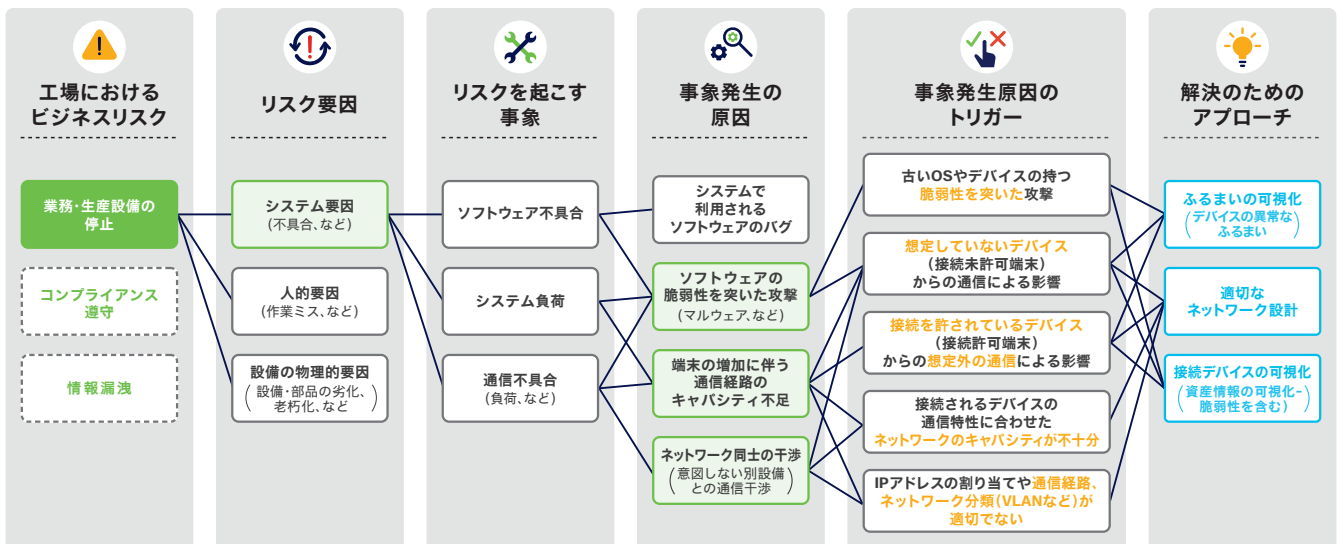 工場における
ビジネスリスク
業務・生産設備の
停止
コンプライアンス
遵守
情報漏洩
リスク要因
システム要因
(不具合、など)
人的要因
(作業ミス、など)
設備の物理的要因
(設備・部品の劣化、
老朽化、など)
リスクを起こす
事象
ソフトウェア不具合
システム負荷
通信不具合
(負荷、など)
事象発生の
原因
システムで
利用される
ソフトウェアのバグ
ソフトウェアの
脆弱性を突いた攻撃
(マルウェア、など)
端末の増加に伴う
通信経路の
キャパシティ不足
ネットワーク同士の干渉
(意図しない別設備
との通信干渉)
事象発生原因の
トリガー
古いOSやデバイスの持つ
脆弱性を突いた攻撃
想定していないデバイス
(接続未許可端末)
からの通信による影響
接続を許されているデバイス
(接続許可端末)
からの想定外の通信による影響
接続されるデバイスの
通信特性に合わせた
ネットワークのキャパシティが不十分
IPアドレスの割り当てや通信経路、
ネットワーク分類(VLANなど)が
適切でない
解決のための
アプローチ
ふるまいの可視化
(デバイスの異常な
ふるまい)
適切な
ネットワーク設計
接続デバイスの可視化
(資産情報の可視化-
脆弱性を含む)